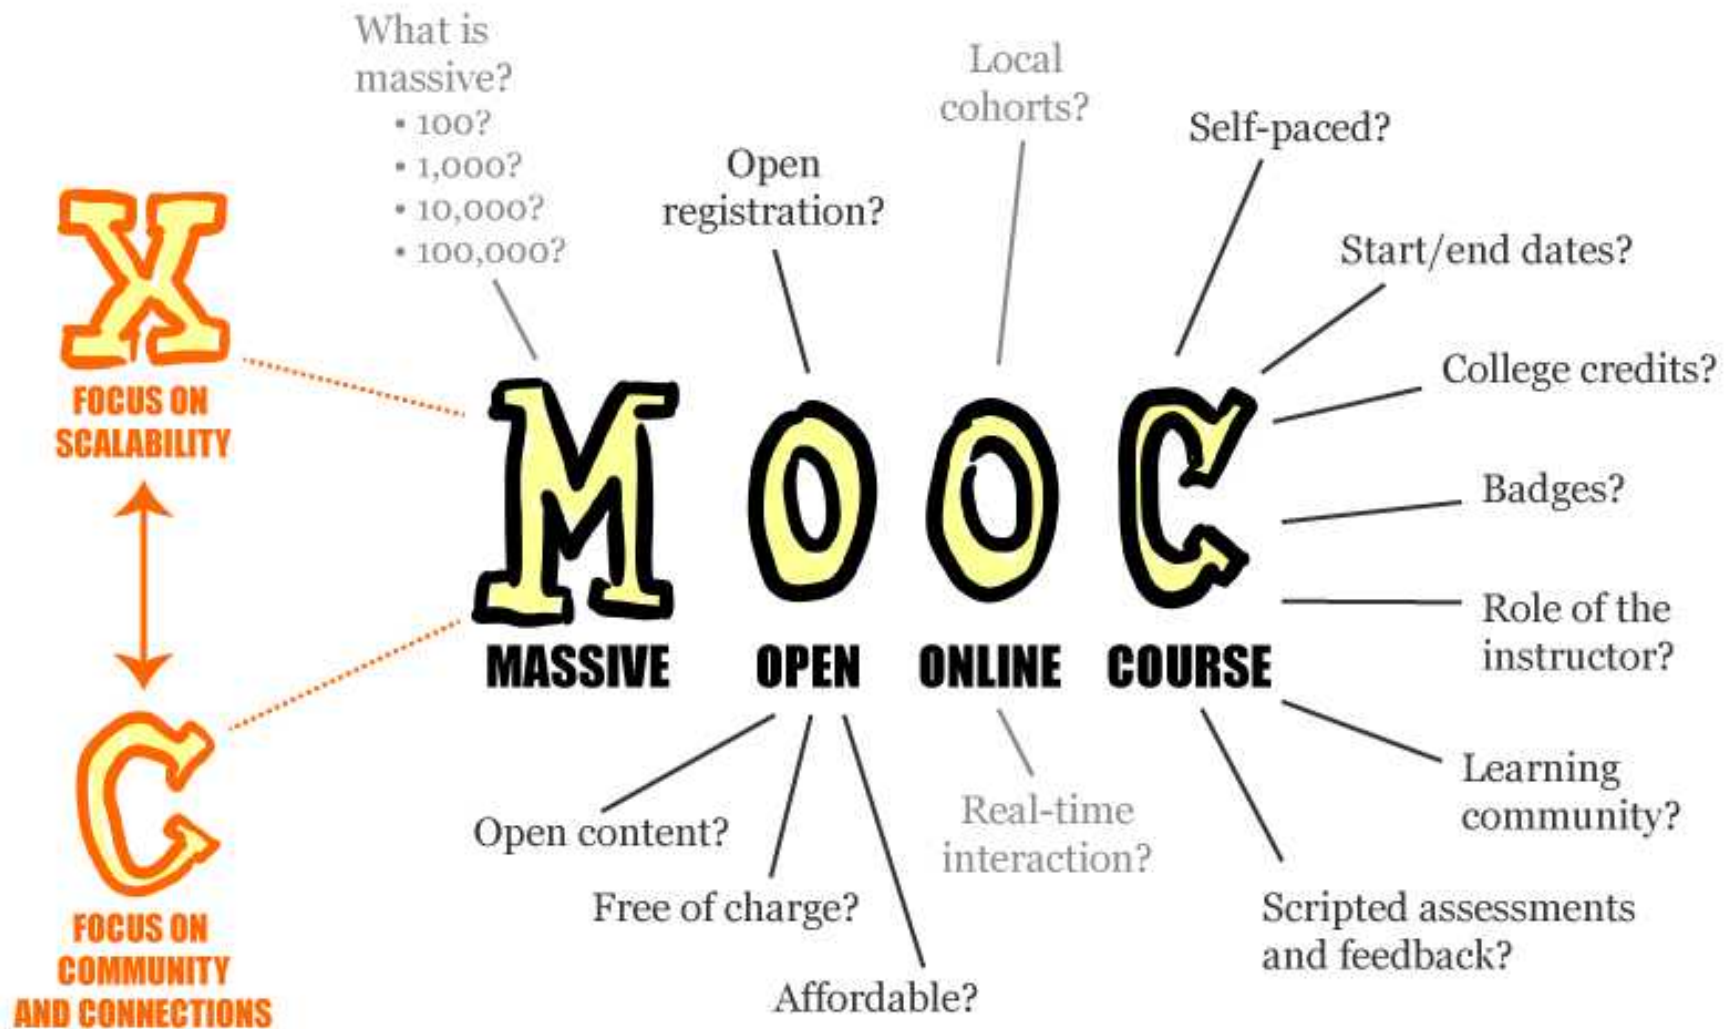 What is
massive?
• 100?
• 1,000?
• 10,000?
• 100,000?
Open
registration?
Local
cohorts?
Self-paced?
Start/end dates?
College credits?
Badges?
Role of the
instructor?
Learning
community?
Scripted assessments
and feedback?
X
FOCUS ON
SCALABILITY
C
FOCUS ON
COMMUNITY
AND CONNECTIONS
M O O C
MASSIVE OPEN ONLINE COURSE
Open content?
Free of charge?
Affordable?
Real-time
interaction?